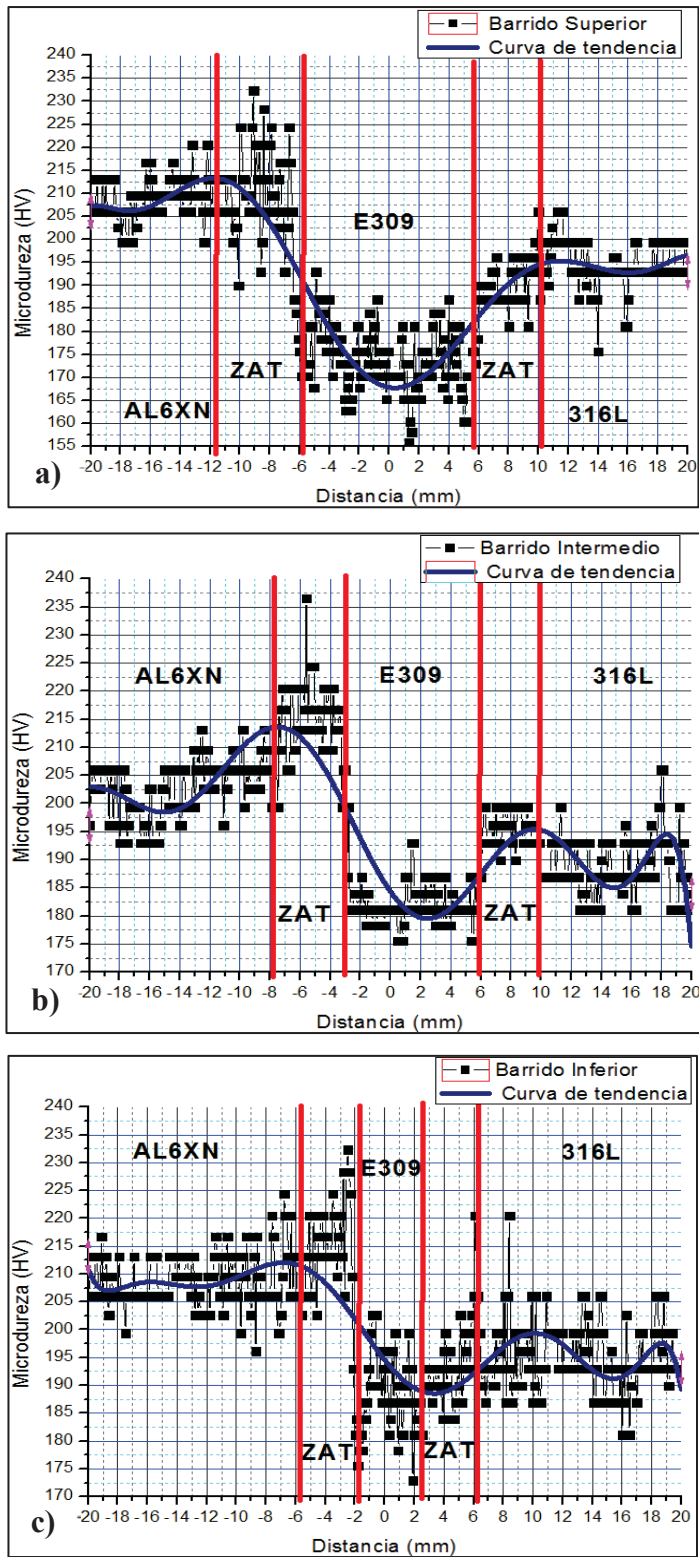 Barrido Superior
Curva de tendencia
240
235
230
225
220
215
210
205
200
195
190
185
180
175
170
165
160
155
Microdureza (HV)
E309
ZAT
ZAT
AL6XN
316L
-20 -18 -16 -14 -12 -10 -8 -6 -4 -2 0 2 4 6 8 10 12 14 16 18 20
a)
Distancia (mm)
Barrido Intermedio
Curva de tendencia
240
235
230
225
220
215
210
205
200
195
190
185
180
175
170
Microdureza (HV)
AL6XN
E309
316L
ZAT
ZAT
-20 -18 -16 -14 -12 -10 -8 -6 -4 -2 0 2 4 6 8 10 12 14 16 18 20
b)
Distancia (mm)
Barrido Inferior
Curva de tendencia
240
235
230
225
220
215
210
205
200
195
190
185
180
175
170
Microdureza (HV)
AL6XN
E309
316L
ZAT
ZAT
-20 -18 -16 -14 -12 -10 -8 -6 -4 -2 0 2 4 6 8 10 12 14 16 18 20
c)
Distancia (mm)